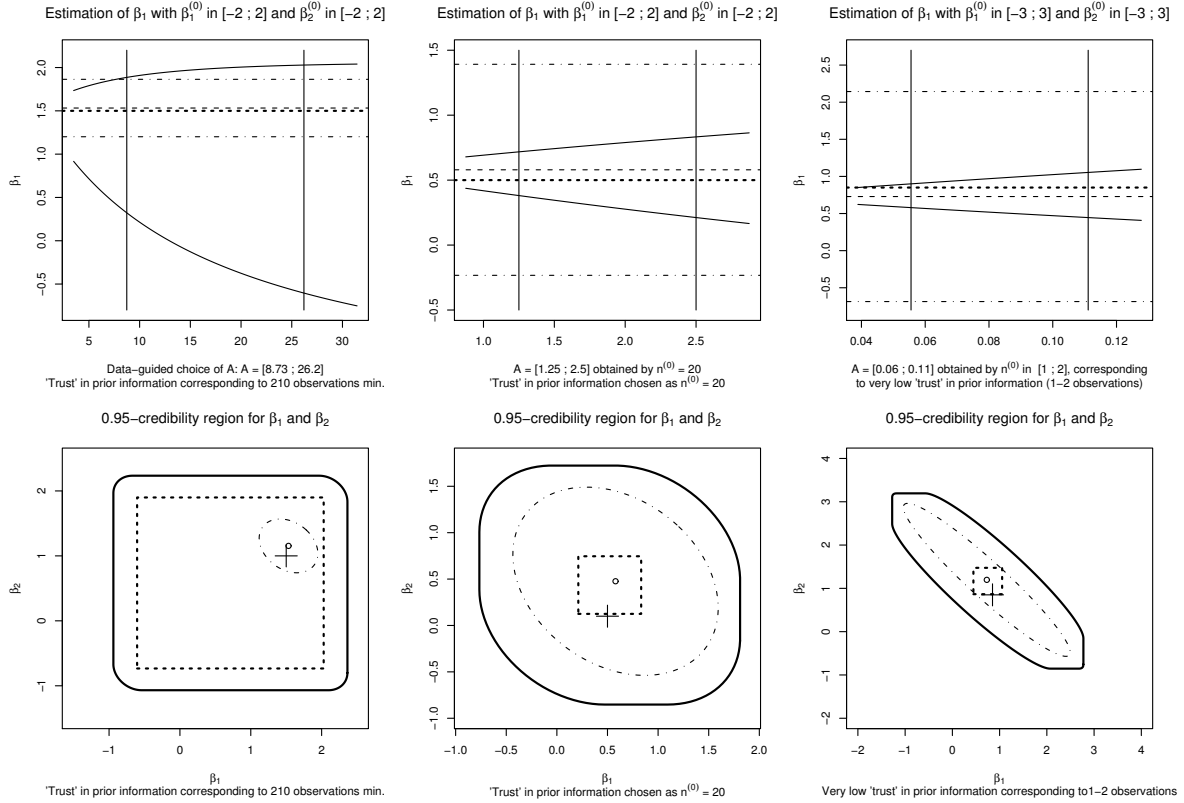 Estimation of β₁ with β₁⁽⁰⁾ in [-2 ; 2] and β₂⁽⁰⁾ in [-2 ; 2]
Estimation of β₁ with β₁⁽⁰⁾ in [-2 ; 2] and β₂⁽⁰⁾ in [-2 ; 2]
Estimation of β₁ with β₁⁽⁰⁾ in [-3 ; 3] and β₂⁽⁰⁾ in [-3 ; 3]
β₁
−0.5 0.0 0.5 1.0 1.5 2.0
5 10 15 20 25 30
Data−guided choice of A: A = [8.73 ; 26.2]
'Trust' in prior information corresponding to 210 observations min.
β₁
−0.5 0.0 0.5 1.0 1.5
1.0 1.5 2.0 2.5
A = [1.25 ; 2.5] obtained by n⁽⁰⁾ = 20
'Trust' in prior information chosen as n⁽⁰⁾ = 20
β₁
−0.5 0.0 0.5 1.0 1.5 2.0 2.5
0.04 0.06 0.08 0.10 0.12
A = [0.06 ; 0.11] obtained by n⁽⁰⁾ in [1 ; 2], corresponding
to very low 'trust' in prior information (1−2 observations)
0.95−credibility region for β₁ and β₂
0.95−credibility region for β₁ and β₂
0.95−credibility region for β₁ and β₂
β₂
−1 0 1 2
−1 0 1 2
β₁
'Trust' in prior information corresponding to 210 observations min.
β₂
−1.0 −0.5 0.0 0.5 1.0 1.5
−1.0 −0.5 0.0 0.5 1.0 1.5 2.0
β₁
'Trust' in prior information chosen as n⁽⁰⁾ = 20
β₂
−2 −1 0 1 2 3 4
−2 −1 0 1 2 3 4
β₁
Very low 'trust' in prior information corresponding to1−2 observations